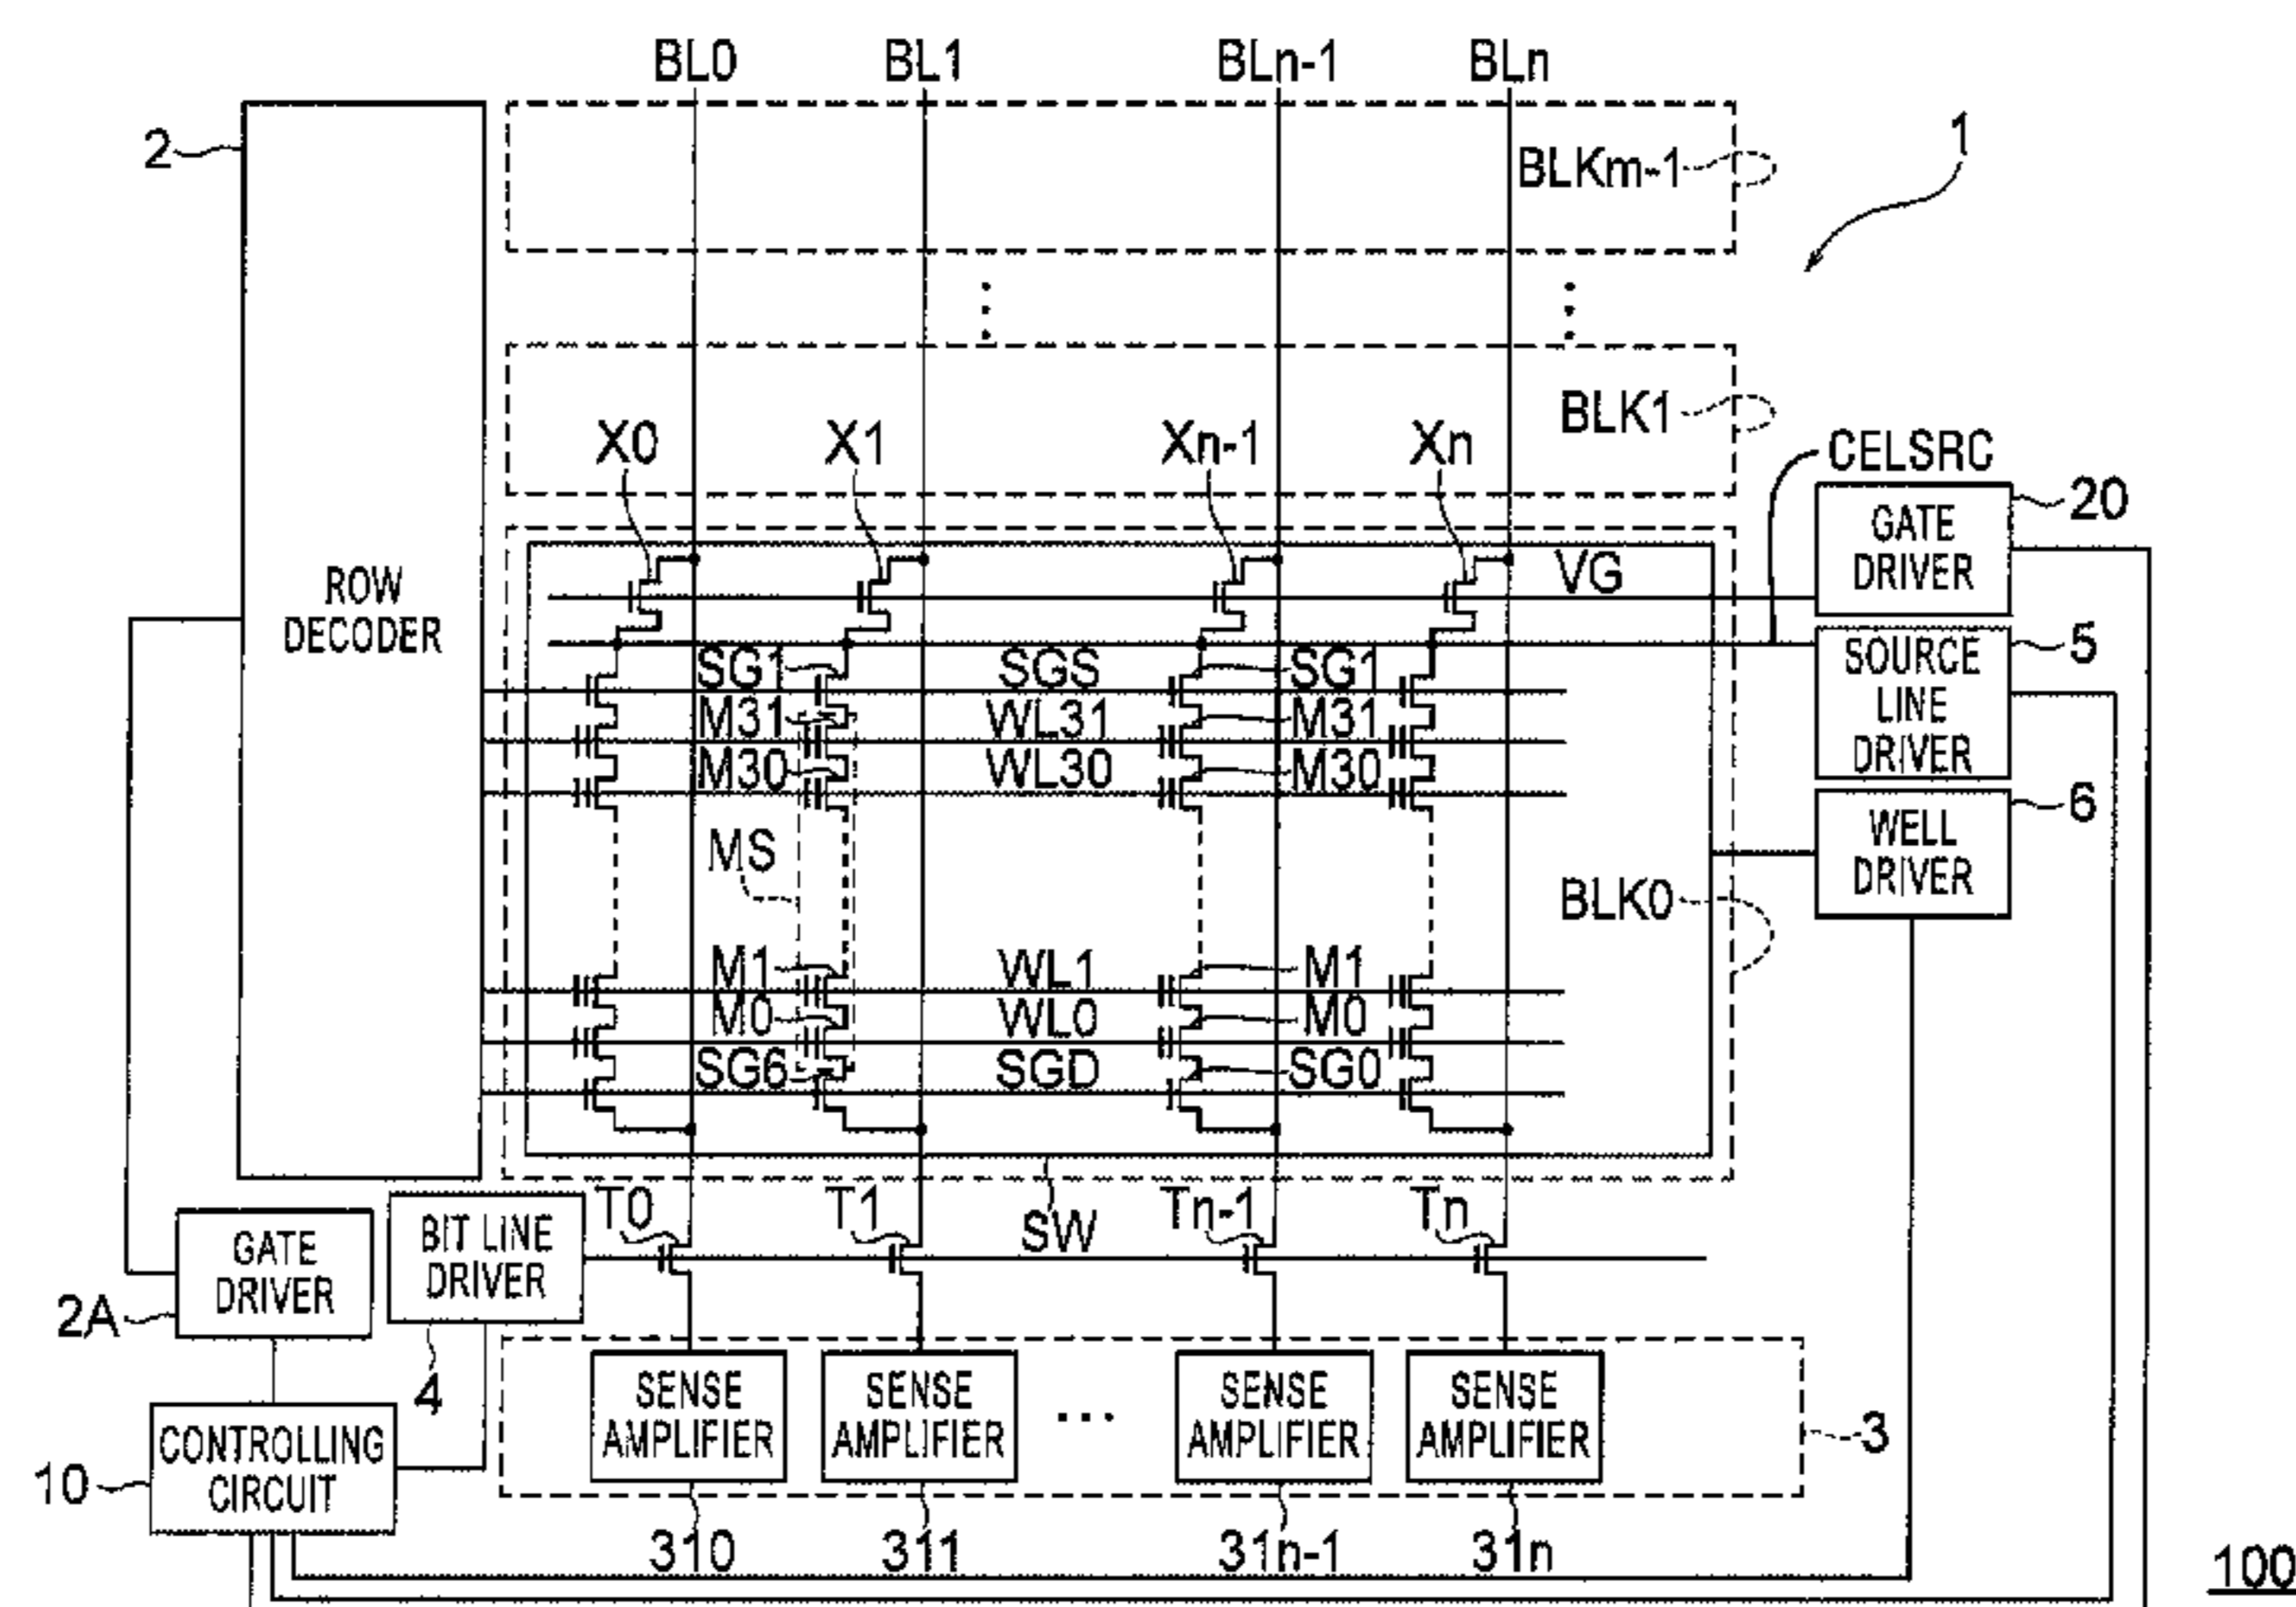 BL0 BL1 BLn-1 BLn
2
BLKm-1
1
BLK1
X0 X1 Xn-1 Xn
CELSRC
20
GATE
DRIVER
VG
ROW
DECODER
SG1 SGS SG1
5
SOURCE
LINE
DRIVER
M31 WL31 M31
M30 WL30 M30
6
WELL
DRIVER
MS
BLK0
M1 WL1 M1
M0 WL0 M0
SG6 SGD SG0
T0 T1 SW Tn-1 Tn
GATE
DRIVER
2A
BIT LINE
DRIVER
4
SENSE
AMPLIFIER
SENSE
AMPLIFIER
...
SENSE
AMPLIFIER
SENSE
AMPLIFIER
3
CONTROLLING
CIRCUIT
10
310 311 31n-1 31n
100